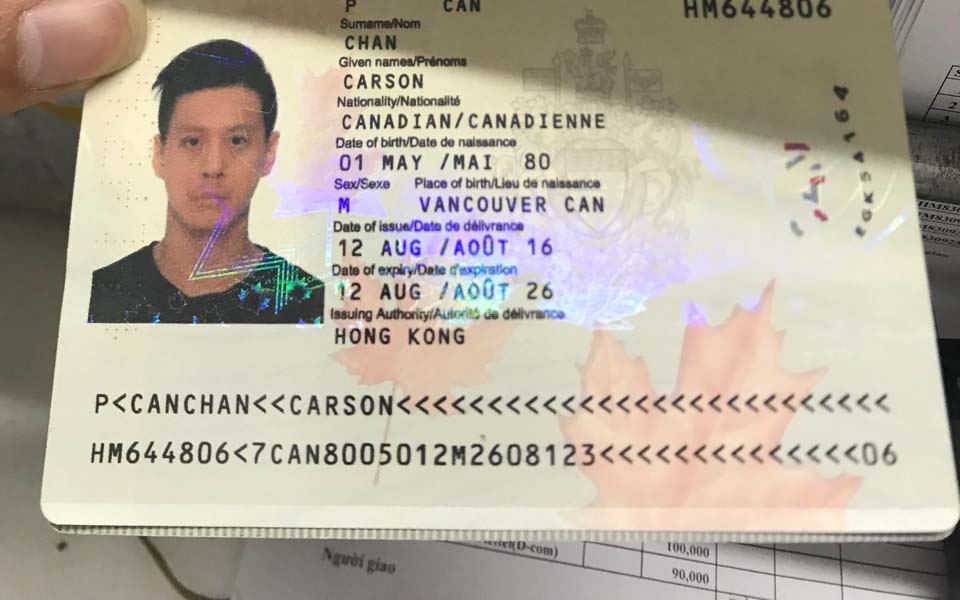 P CAN HM644806
Surname/Nom
CHAN
Given names/Prénoms
CARSON
Nationality/Nationalité
CANADIAN/CANADIENNE
Date of birth/Date de naissance
01 MAY /MAI 80
Sex/Sexe Place of birth/Lieu de naissance
M VANCOUVER CAN
Date of issue/Date de délivrance
12 AUG /AOÛT 16
Date of expiry/Date d'expiration
12 AUG /AOÛT 26
Issuing Authority/Autorité de délivrance
HONG KONG
P<CANCHAN<<CARSON<<<<<<<<<<<<<<<<<<<<<<<<<<<
HM644806<7CAN8005012M2608123<<<<<<<<<<<<<<06
(D-com) 100,000
Người giao 90,000